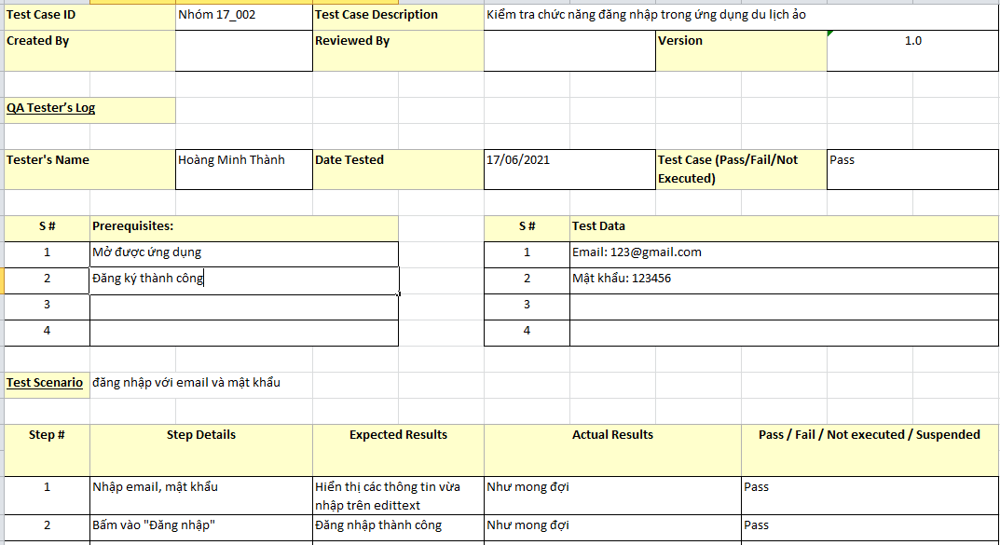 Test Case ID Nhóm 17_002 Test Case Description Kiểm tra chức năng đăng nhập trong ứng dụng du lịch ảo
Created By Reviewed By Version 1.0
QA Tester's Log
Tester's Name Hoàng Minh Thành Date Tested 17/06/2021 Test Case (Pass/Fail/Not Pass
Executed)
S # Prerequisites: S # Test Data
1 Mở được ứng dụng 1 Email: 123@gmail.com
2 Đăng ký thành công 2 Mật khẩu: 123456
3 3
4 4
Test Scenario đăng nhập với email và mật khẩu
Step # Step Details Expected Results Actual Results Pass / Fail / Not executed / Suspended
1 Nhập email, mật khẩu Hiển thị các thông tin vừa Như mong đợi Pass
nhập trên edittext
2 Bấm vào "Đăng nhập" Đăng nhập thành công Như mong đợi Pass